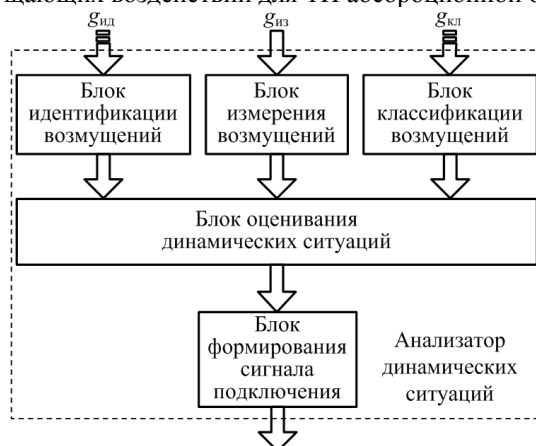 щающих воздействий для ТП абсорбционной о
gид gиз gкл
Блок
идентификации
возмущений
Блок
измерения
возмущений
Блок
классификации
возмущений
Блок оценивания
динамических ситуаций
Блок
формирования
сигнала
подключения
Анализатор
динамических
ситуаций